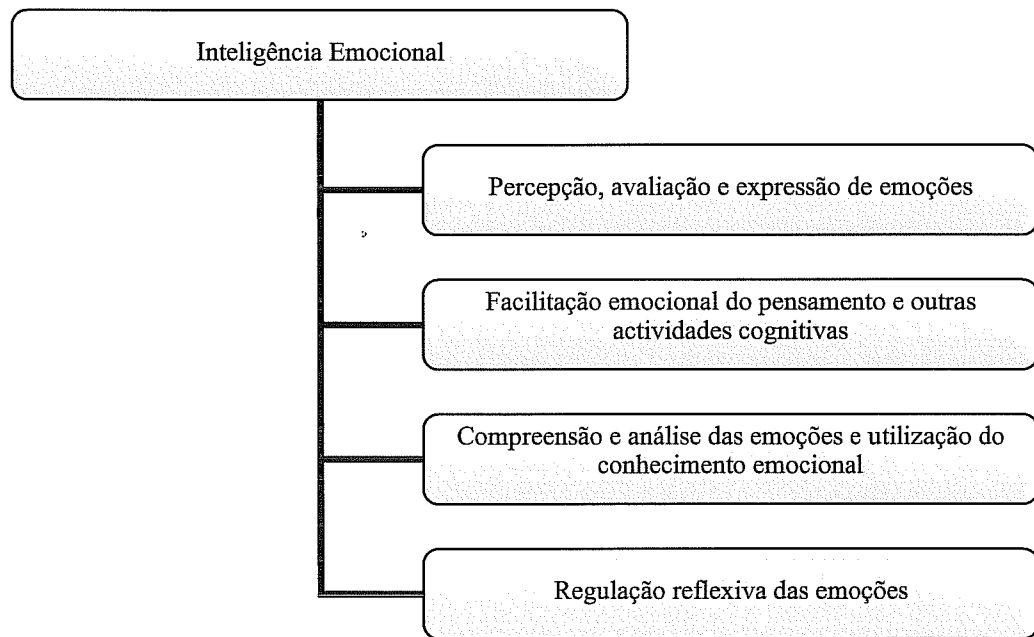 Inteligência Emocional
Percepção, avaliação e expressão de emoções
Facilitação emocional do pensamento e outras
actividades cognitivas
Compreensão e análise das emoções e utilização do
conhecimento emocional
Regulação reflexiva das emoções